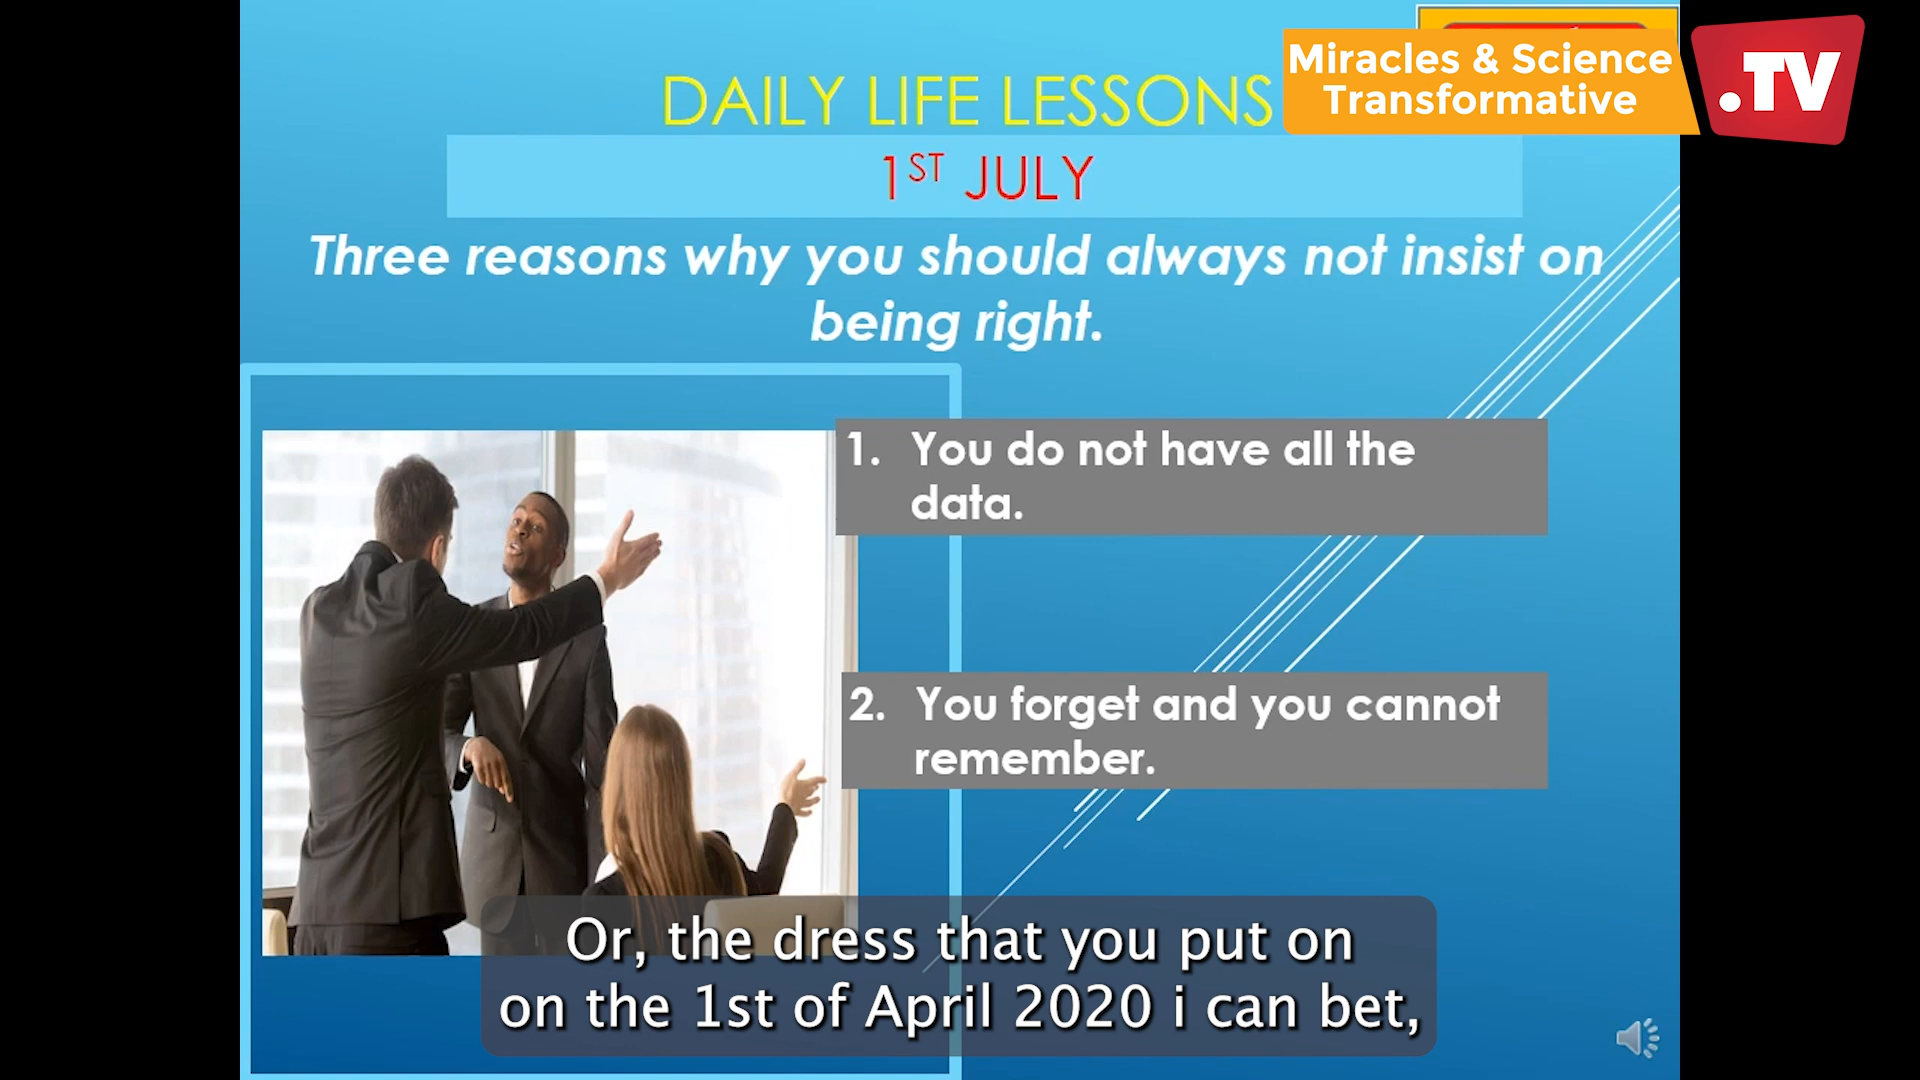 DAILY LIFE LESSONS
Miracles & Science
Transformative
.TV
1ST JULY
Three reasons why you should always not insist on
being right.
1. You do not have all the
data.
2. You forget and you cannot
remember.
Or, the dress that you put on
on the 1st of April 2020 i can bet,